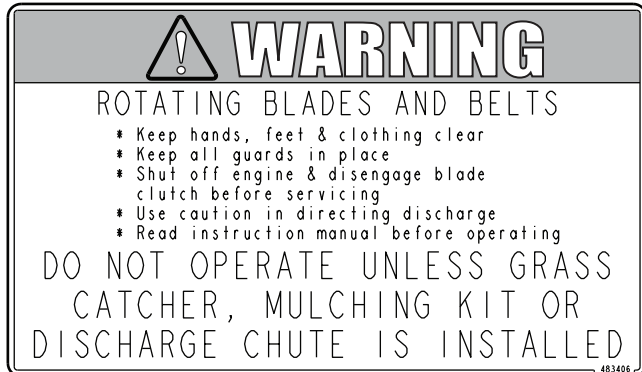 WARNING
ROTATING BLADES AND BELTS
* Keep hands, feet & clothing clear
* Keep all guards in place
* Shut off engine & disengage blade
clutch before servicing
* Use caution in directing discharge
* Read instruction manual before operating
DO NOT OPERATE UNLESS GRASS
CATCHER, MULCHING KIT OR
DISCHARGE CHUTE IS INSTALLED
483406